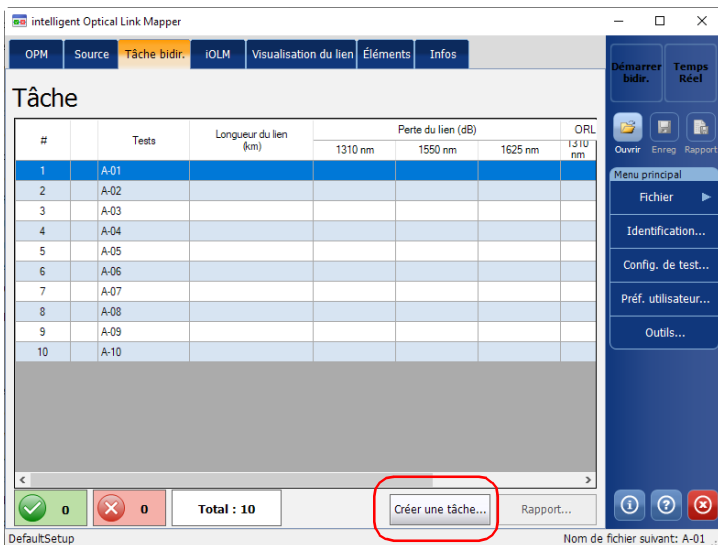 intelligent Optical Link Mapper
OPM Source Tâche bidir. iOLM Visualisation du lien Éléments Infos
Démarrer bidir. Temps Réel
Tâche
# Tests Longueur du lien (km) Perte du lien (dB) ORL
1310 nm 1550 nm 1625 nm 1310 nm
1 A-01
2 A-02
3 A-03
4 A-04
5 A-05
6 A-06
7 A-07
8 A-08
9 A-09
10 A-10
Ouvrir Enreg Rapport
Menu principal
Fichier
Identification...
Config. de test...
Préf. utilisateur...
Outils...
0 0 Total : 10 Créer une tâche... Rapport...
DefaultSetup Nom de fichier suivant: A-01